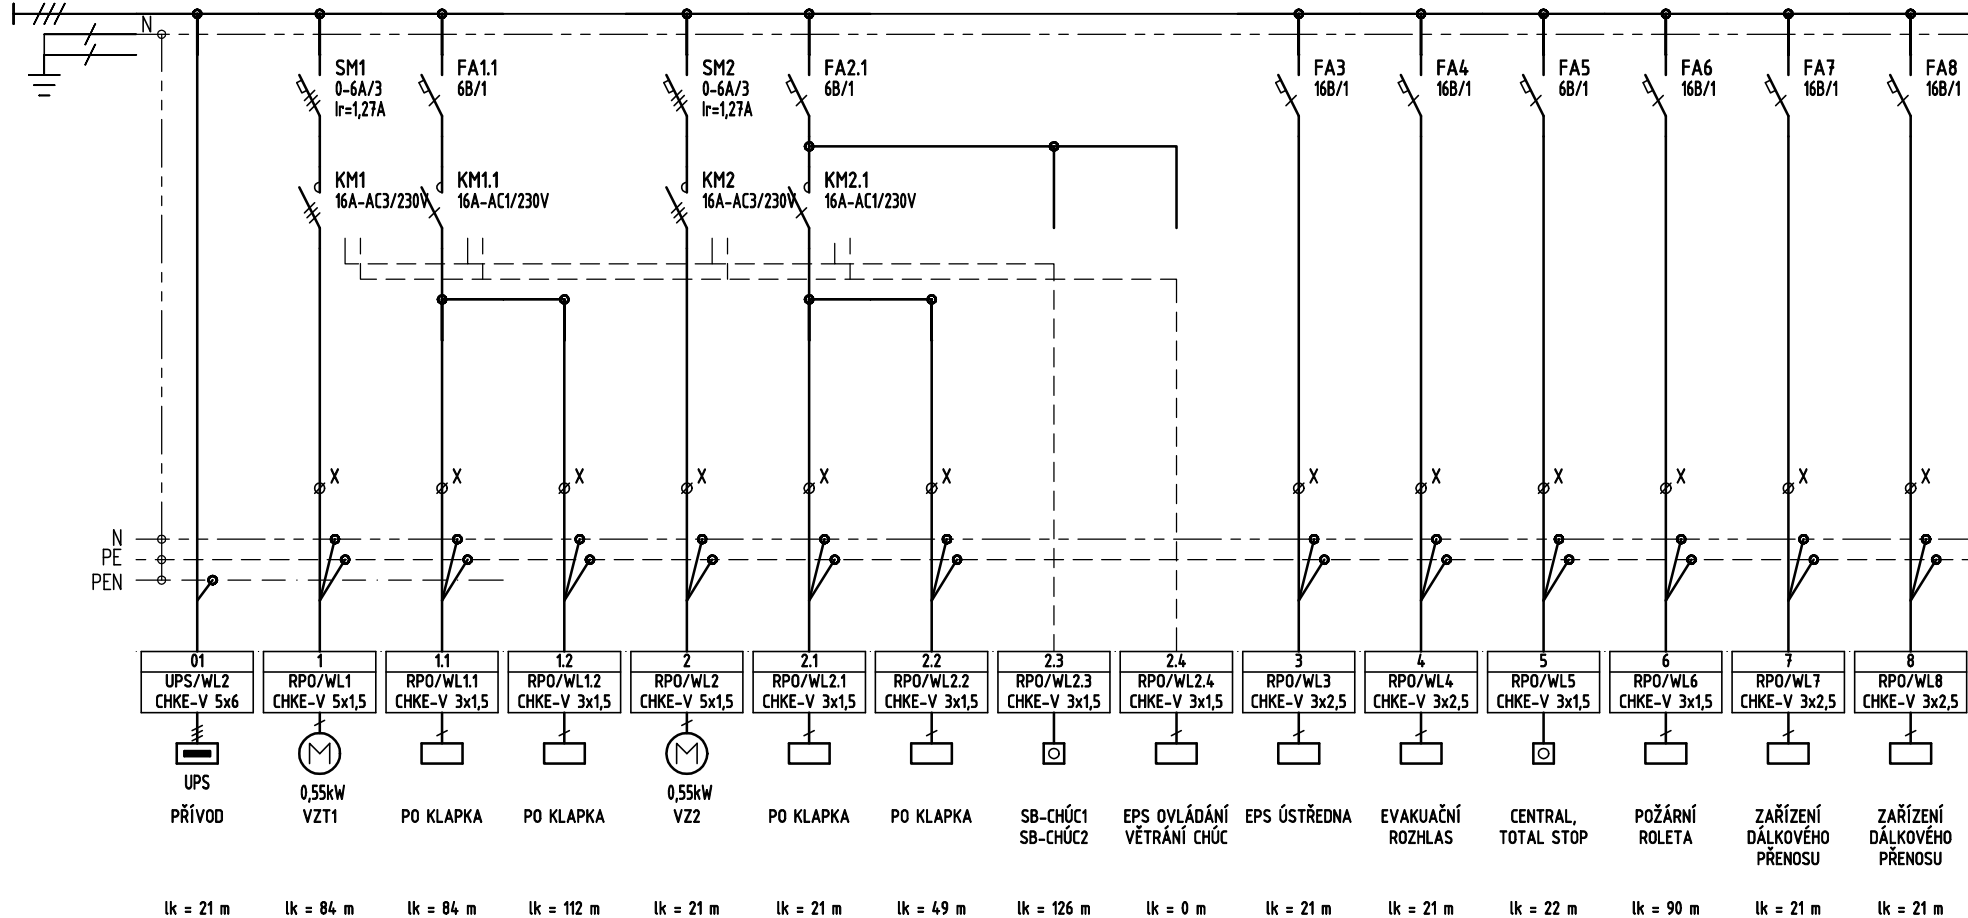 N
SM1
0-6A/3
Ir=1,27A
FA1.1
6B/1
SM2
0-6A/3
Ir=1,27A
FA2.1
6B/1
FA3
16B/1
FA4
16B/1
FA5
6B/1
FA6
16B/1
FA7
16B/1
FA8
16B/1
KM1
16A-AC3/230V
KM1.1
16A-AC1/230V
KM2
16A-AC3/230V
KM2.1
16A-AC1/230V
X X X X X X X X X X X X
N
PE
PEN
01
UPS/WL2
CHKE-V 5x6
UPS
PŘÍVOD
lk = 21 m
1
RPO/WL1
CHKE-V 5x1,5
M
0,55kW
VZT1
lk = 84 m
1.1
RPO/WL1.1
CHKE-V 3x1,5
PO KLAPKA
lk = 84 m
1.2
RPO/WL1.2
CHKE-V 3x1,5
PO KLAPKA
lk = 112 m
2
RPO/WL2
CHKE-V 5x1,5
M
0,55kW
VZ2
lk = 21 m
2.1
RPO/WL2.1
CHKE-V 3x1,5
PO KLAPKA
lk = 21 m
2.2
RPO/WL2.2
CHKE-V 3x1,5
PO KLAPKA
lk = 49 m
2.3
RPO/WL2.3
CHKE-V 3x1,5
SB-CHÚC1
SB-CHÚC2
lk = 126 m
2.4
RPO/WL2.4
CHKE-V 3x1,5
EPS OVLÁDÁNÍ
VĚTRÁNÍ CHÚC
lk = 0 m
3
RPO/WL3
CHKE-V 3x2,5
EPS ÚSTŘEDNA
lk = 21 m
4
RPO/WL4
CHKE-V 3x2,5
EVAKUAČNÍ
ROZHLAS
lk = 21 m
5
RPO/WL5
CHKE-V 3x1,5
CENTRAL,
TOTAL STOP
lk = 22 m
6
RPO/WL6
CHKE-V 3x1,5
POŽÁRNÍ
ROLETA
lk = 90 m
7
RPO/WL7
CHKE-V 3x2,5
ZAŘÍZENÍ
DÁLKOVÉHO
PŘENOSU
lk = 21 m
8
RPO/WL8
CHKE-V 3x2,5
ZAŘÍZENÍ
DÁLKOVÉHO
PŘENOSU
lk = 21 m